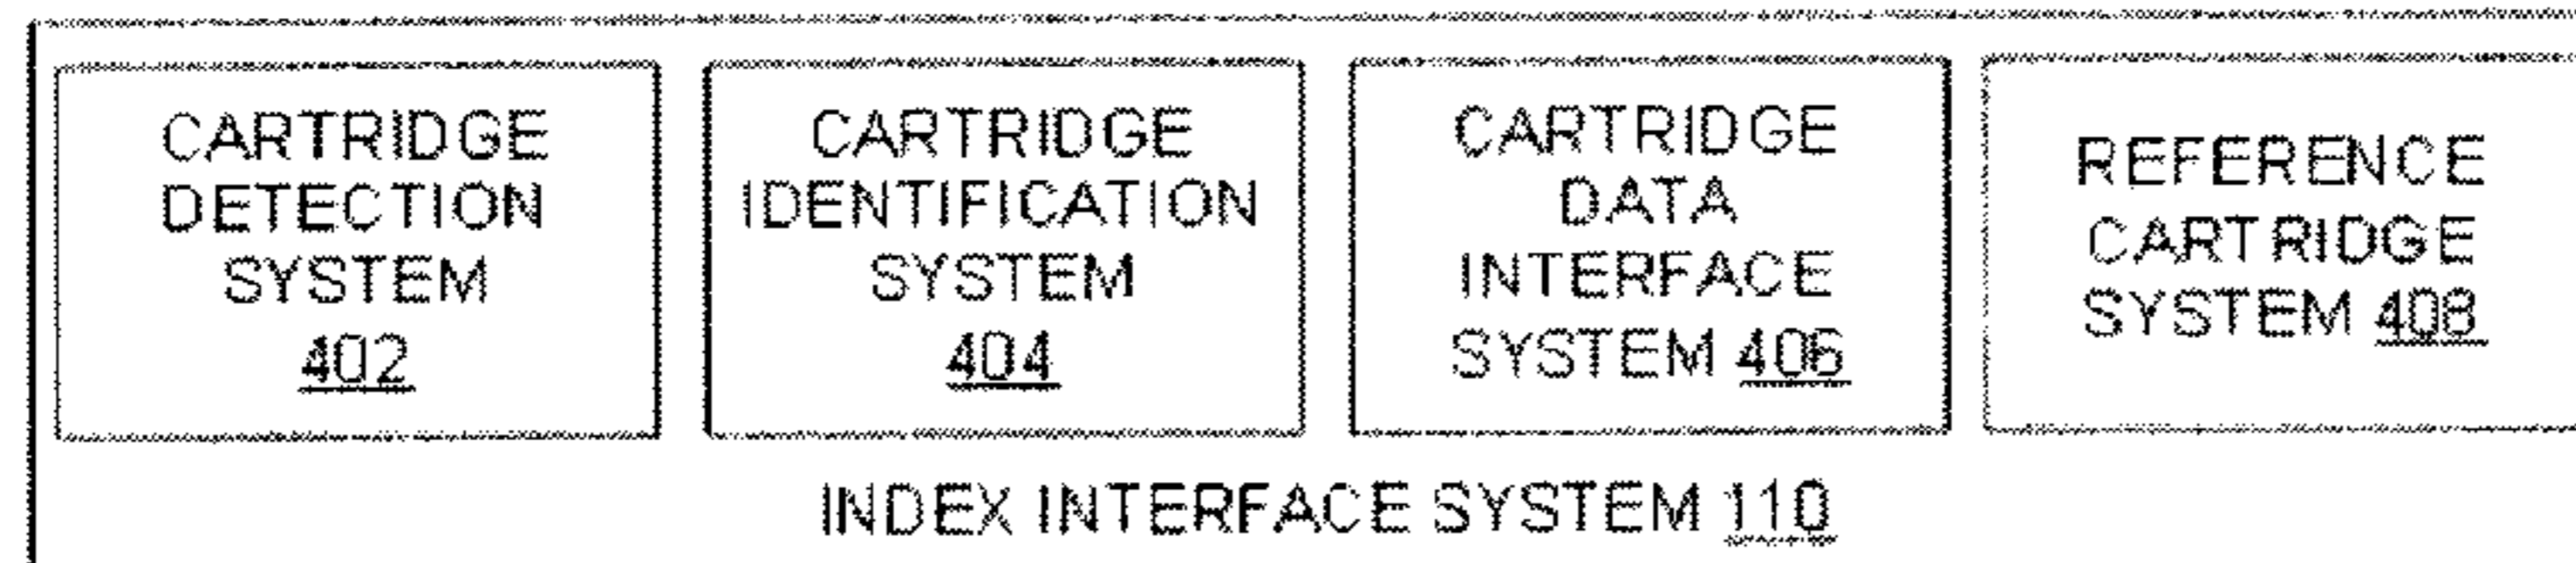 CARTRIDGE
DETECTION
SYSTEM
402
CARTRIDGE
IDENTIFICATION
SYSTEM
404
CARTRIDGE
DATA
INTERFACE
SYSTEM 406
REFERENCE
CARTRIDGE
SYSTEM 408
INDEX INTERFACE SYSTEM 110